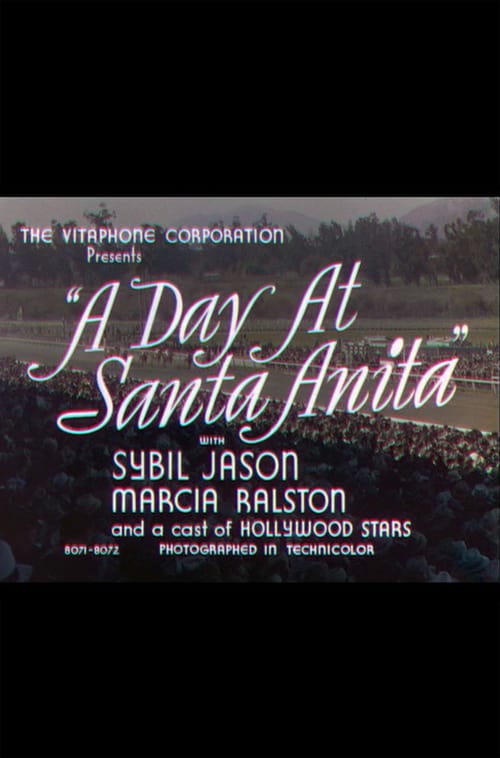 THE VITAPHONE CORPORATION
Presents
"A Day At
Santa Anita"
WITH
SYBIL JASON
MARCIA RALSTON
and a cast of HOLLYWOOD STARS
8071-8072 PHOTOGRAPHED IN TECHNICOLOR